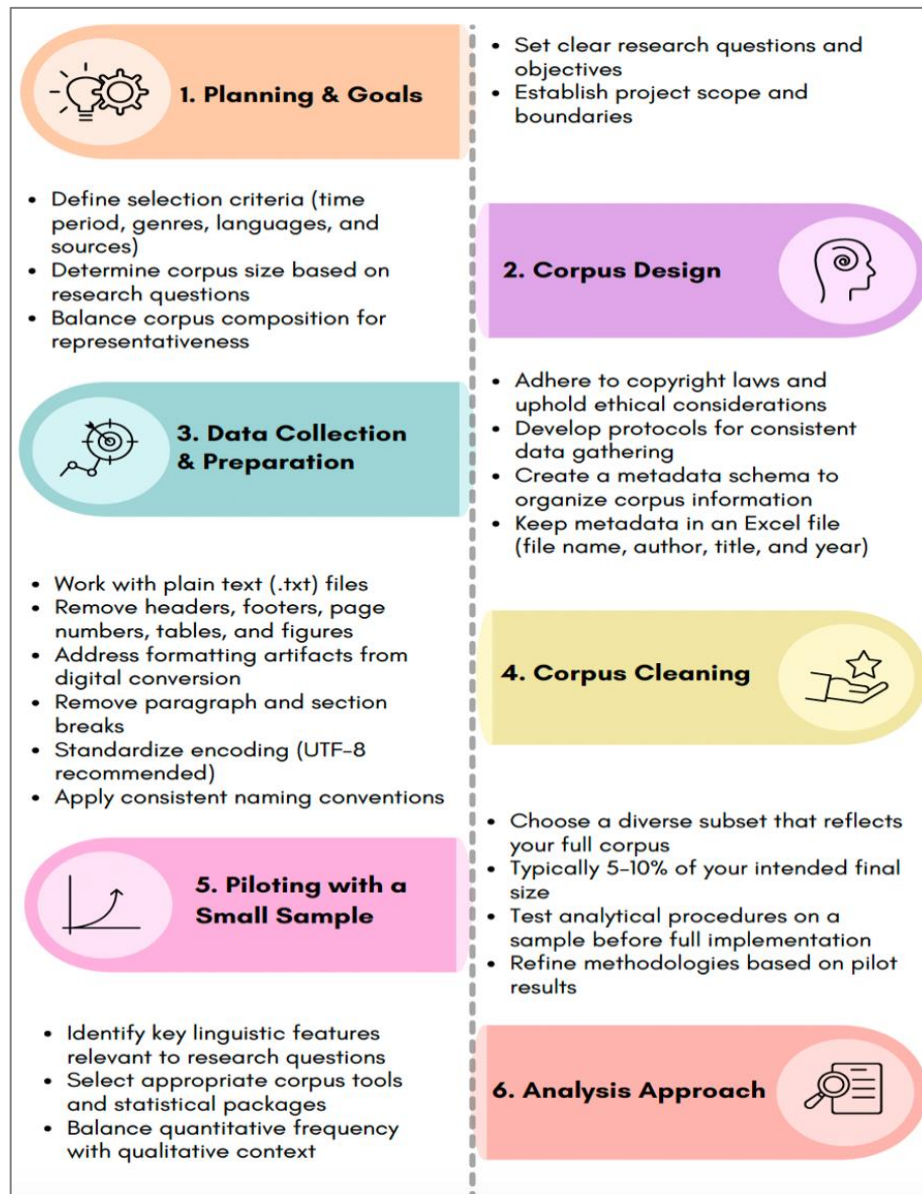 1. Planning & Goals
• Set clear research questions and
objectives
• Establish project scope and
boundaries
2. Corpus Design
• Define selection criteria (time
period, genres, languages, and
sources)
• Determine corpus size based on
research questions
• Balance corpus composition for
representativeness
3. Data Collection
& Preparation
• Adhere to copyright laws and
uphold ethical considerations
• Develop protocols for consistent
data gathering
• Create a metadata schema to
organize corpus information
• Keep metadata in an Excel file
(file name, author, title, and year)
4. Corpus Cleaning
• Work with plain text (.txt) files
• Remove headers, footers, page
numbers, tables, and figures
• Address formatting artifacts from
digital conversion
• Remove paragraph and section
breaks
• Standardize encoding (UTF-8
recommended)
• Apply consistent naming conventions
5. Piloting with a
Small Sample
• Choose a diverse subset that reflects
your full corpus
• Typically 5-10% of your intended final
size
• Test analytical procedures on a
sample before full implementation
• Refine methodologies based on pilot
results
6. Analysis Approach
• Identify key linguistic features
relevant to research questions
• Select appropriate corpus tools
and statistical packages
• Balance quantitative frequency
with qualitative context